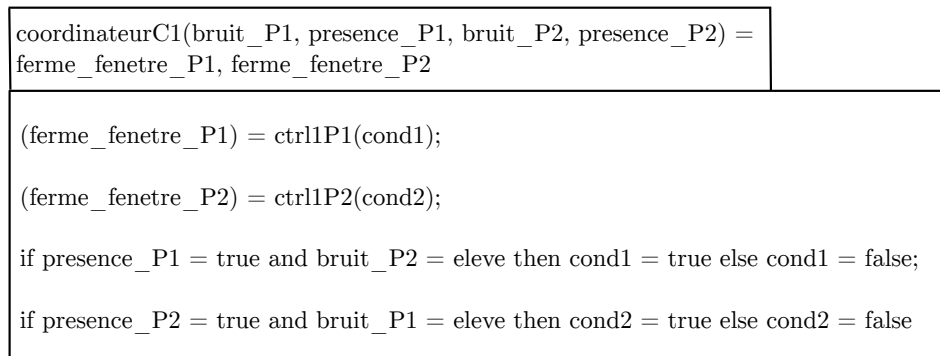 coordinateurC1(bruit_P1, presence_P1, bruit_P2, presence_P2) =
ferme_fenetre_P1, ferme_fenetre_P2
(ferme_fenetre_P1) = ctrl1P1(cond1);
(ferme_fenetre_P2) = ctrl1P2(cond2);
if presence_P1 = true and bruit_P2 = eleve then cond1 = true else cond1 = false;
if presence_P2 = true and bruit_P1 = eleve then cond2 = true else cond2 = false